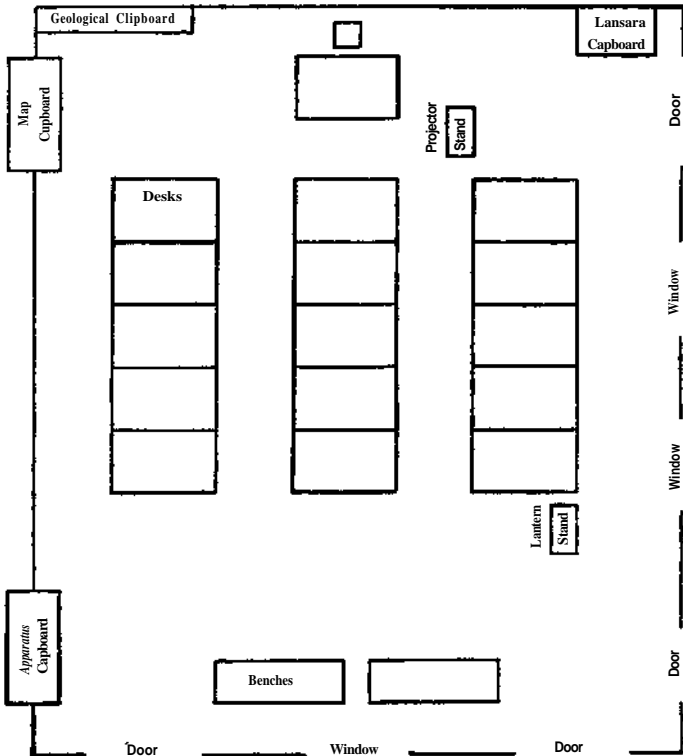 Geological Clipboard
Lansara
Capboard
Map
Cupboard
Projector
Stand
Door
Desks
Window
Window
Lantern
Stand
Apparatus
Capboard
Benches
Door
Door
Window
Door